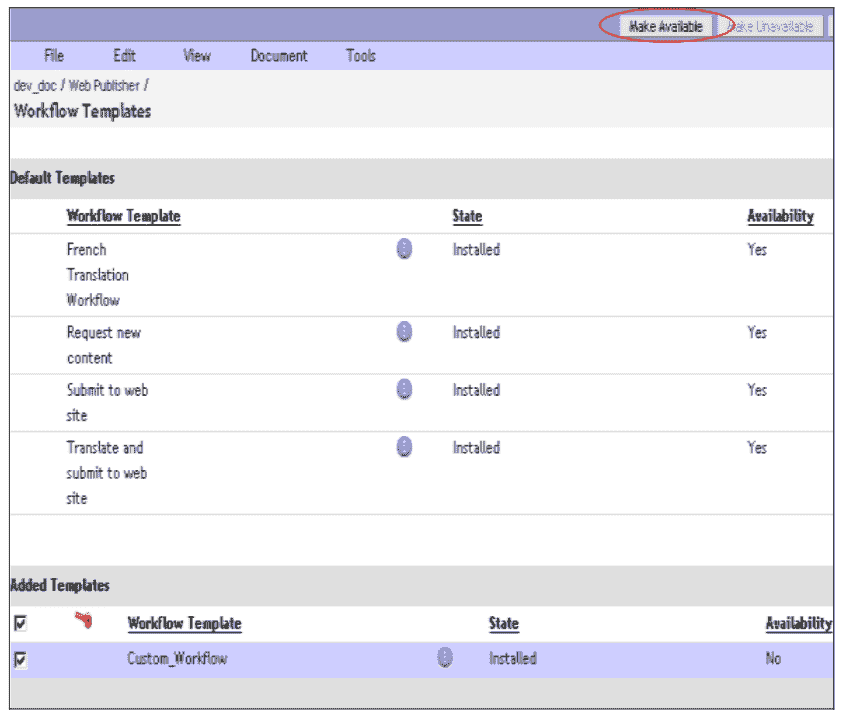 Make Available Make Unavailable
File Edit View Document Tools
dev_doc / Web Publisher /
Workflow Templates
Default Templates
Workflow Template State Availability
French Installed Yes
Translation
Workflow
Request new Installed Yes
content
Submit to web Installed Yes
site
Translate and Installed Yes
submit to web
site
Added Templates
Workflow Template State Availability
Custom_Workflow Installed No